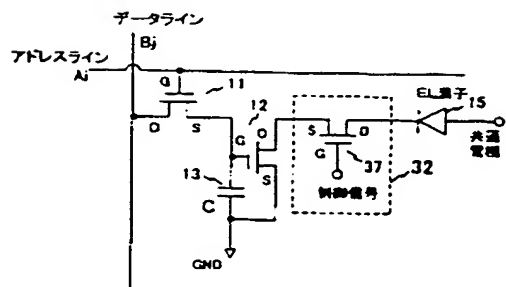 データライン
Bj
アドレスライン
Ai
G
11
D
S
12
G
D
S
13
C
GND
S
D
G
37
制御信号
32
EL素子
15
共通
電極